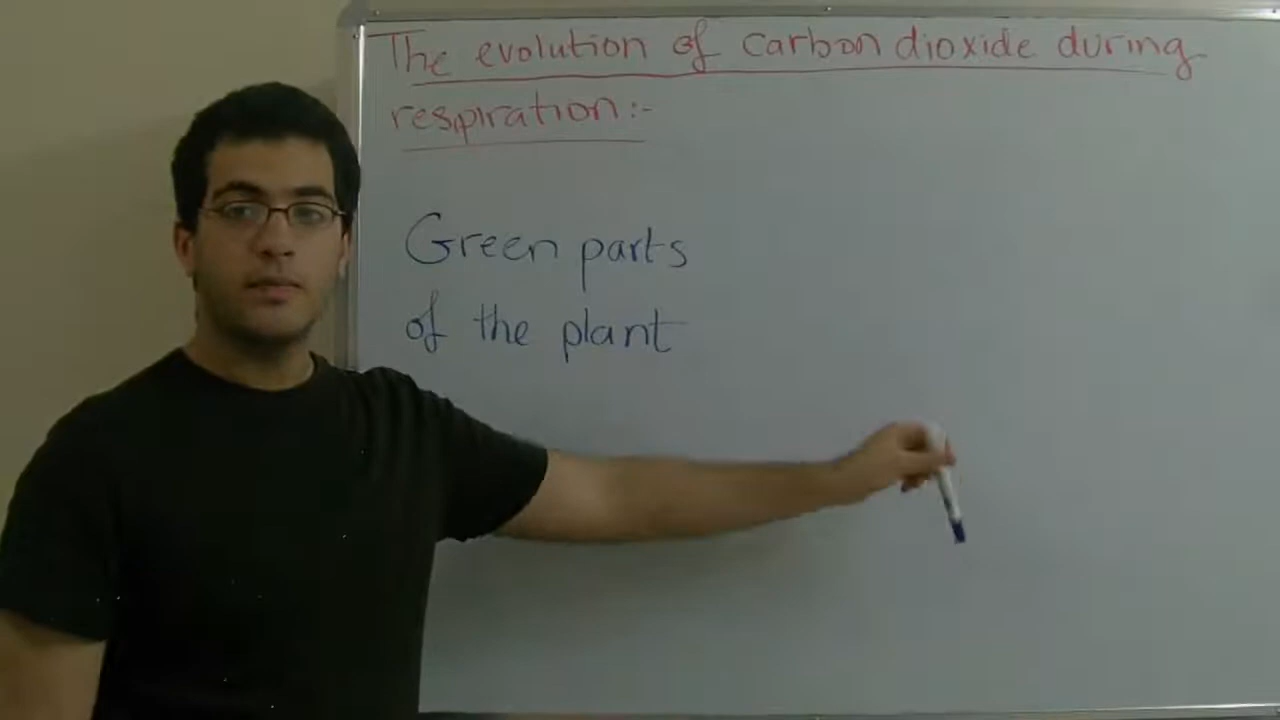 The evolution of carbon dioxide during
respiration:-
Green parts
of the plant